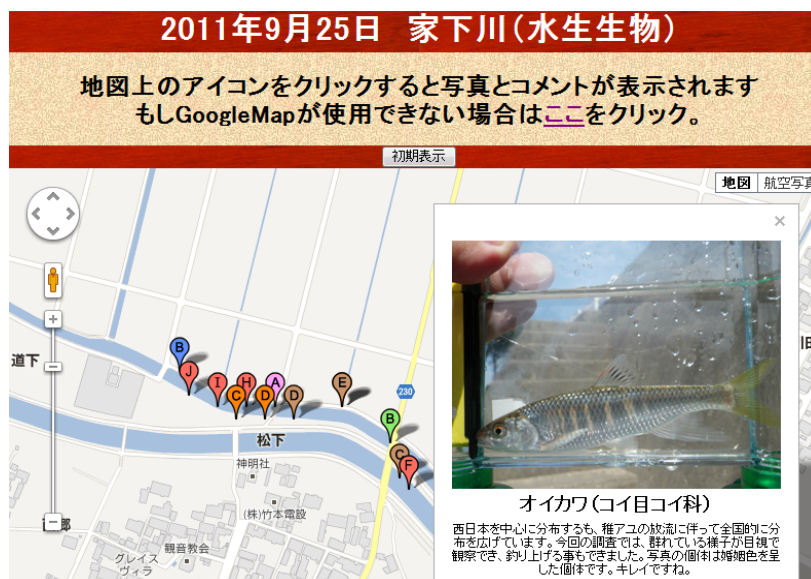 2011年9月25日　家下川(水生生物)
地図上のアイコンをクリックすると写真とコメントが表示されます
もしGoogleMapが使用できない場合はここをクリック。
初期表示
地図 航空写真
道下
B
J
I
H
A
E
C
D
D
230
B
C
F
松下
神明社
(株)竹本電設
観音教会
グレイス
ヴィラ
×
オイカワ(コイ目コイ科)
西日本を中心に分布するも、稚アユの放流に伴って全国的に分
布を広げています。今回の調査では、群れている様子が目視で
観察でき、釣り上げる事もできました。写真の個体は婚姻色を呈
した個体です。キレイですね。